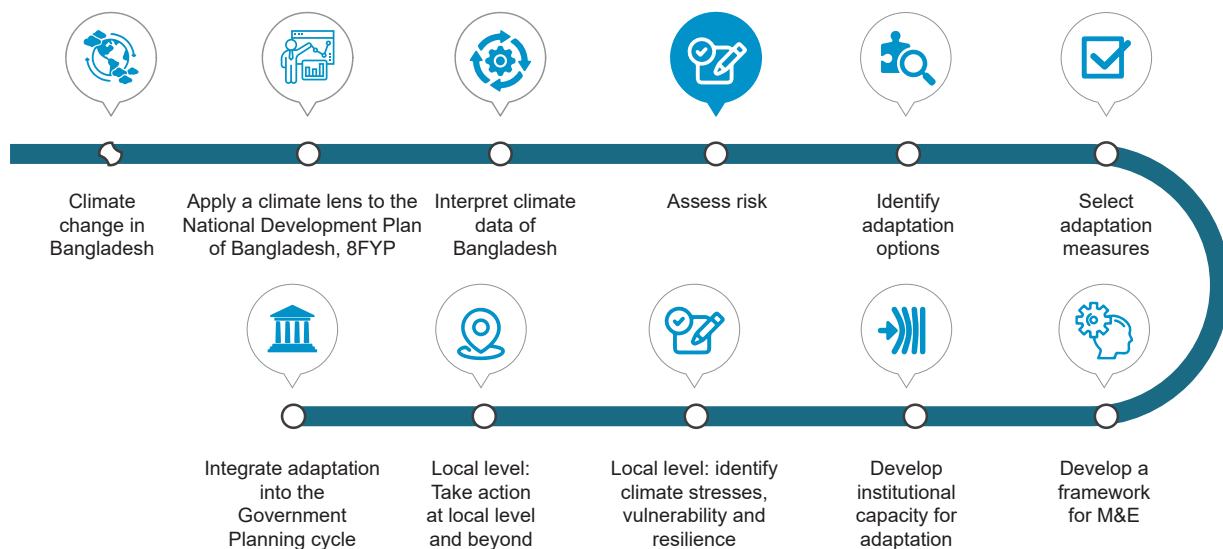 Climate
change in
Bangladesh
Apply a climate lens to the
National Development Plan
of Bangladesh, 8FYP
Interpret climate
data of
Bangladesh
Assess risk
Identify
adaptation
options
Select
adaptation
measures
Integrate adaptation
into the
Government
Planning cycle
Local level:
Take action
at local level
and beyond
Local level: identify
climate stresses,
vulnerability and
resilience
Develop
institutional
capacity for
adaptation
Develop a
framework
for M&E